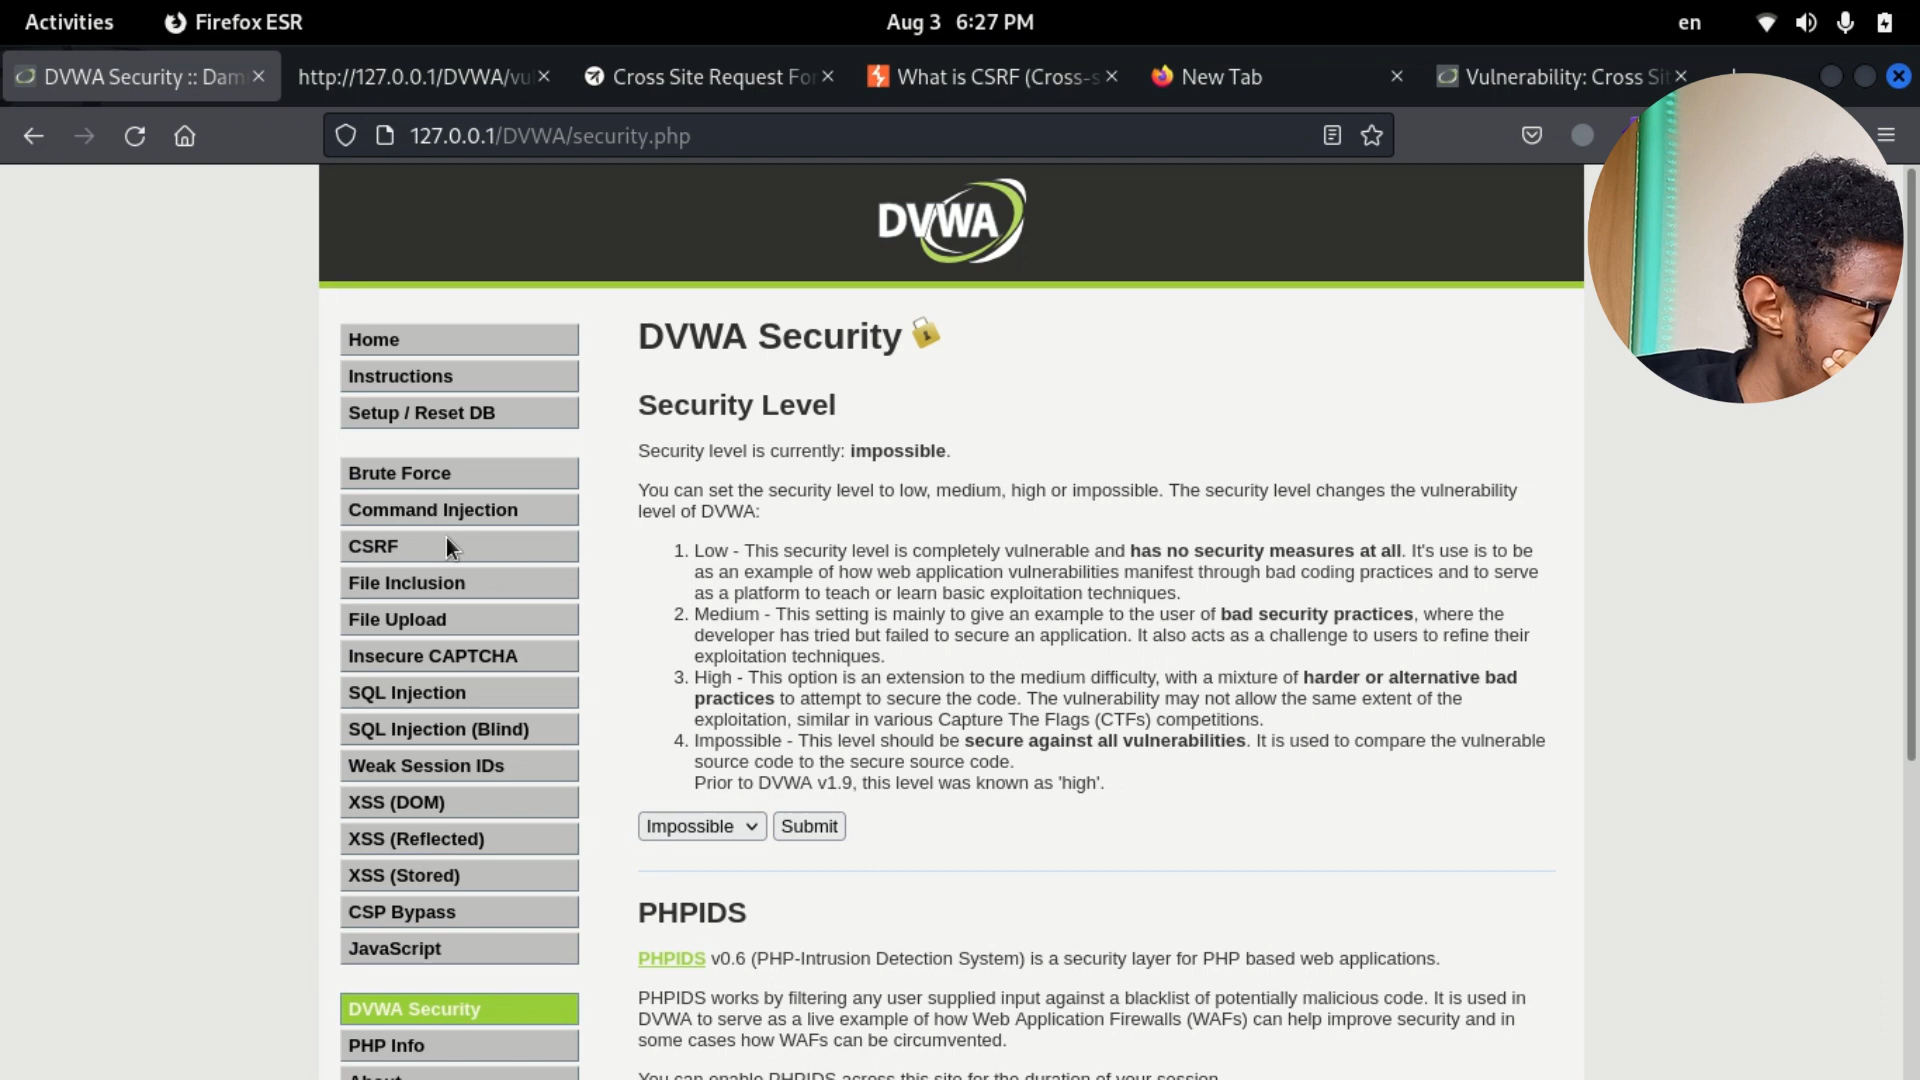 Activities Firefox ESR Aug 3 6:27 PM en
DVWA Security :: Dam http://127.0.0.1/DVWA/vu Cross Site Request Fo What is CSRF (Cross-s New Tab Vulnerability: Cross Sit
127.0.0.1/DVWA/security.php
DVWA
Home
Instructions
Setup / Reset DB
Brute Force
Command Injection
CSRF
File Inclusion
File Upload
Insecure CAPTCHA
SQL Injection
SQL Injection (Blind)
Weak Session IDs
XSS (DOM)
XSS (Reflected)
XSS (Stored)
CSP Bypass
JavaScript
DVWA Security
PHP Info
About
DVWA Security
Security Level
Security level is currently: impossible.
You can set the security level to low, medium, high or impossible. The security level changes the vulnerability
level of DVWA:
1. Low - This security level is completely vulnerable and has no security measures at all. It's use is to be
as an example of how web application vulnerabilities manifest through bad coding practices and to serve
as a platform to teach or learn basic exploitation techniques.
2. Medium - This setting is mainly to give an example to the user of bad security practices, where the
developer has tried but failed to secure an application. It also acts as a challenge to users to refine their
exploitation techniques.
3. High - This option is an extension to the medium difficulty, with a mixture of harder or alternative bad
practices to attempt to secure the code. The vulnerability may not allow the same extent of the
exploitation, similar in various Capture The Flags (CTFs) competitions.
4. Impossible - This level should be secure against all vulnerabilities. It is used to compare the vulnerable
source code to the secure source code.
Prior to DVWA v1.9, this level was known as 'high'.
Impossible Submit
PHPIDS
PHPIDS v0.6 (PHP-Intrusion Detection System) is a security layer for PHP based web applications.
PHPIDS works by filtering any user supplied input against a blacklist of potentially malicious code. It is used in
DVWA to serve as a live example of how Web Application Firewalls (WAFs) can help improve security and in
some cases how WAFs can be circumvented.
You can enable PHPIDS across this site for the duration of your session.